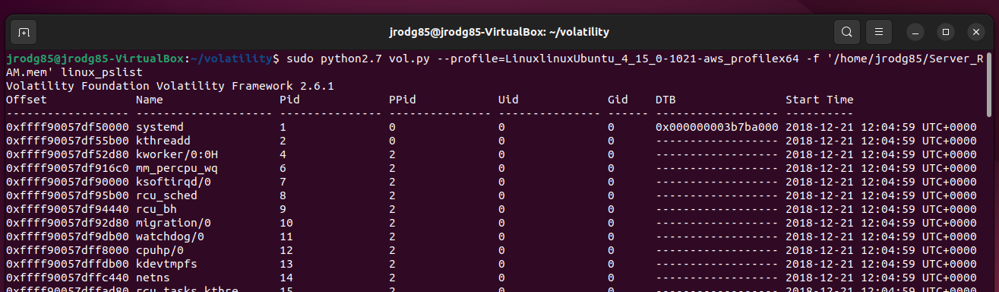 jrodg85@jrodg85-VirtualBox: ~/volatility
jrodg85@jrodg85-VirtualBox:~/volatility$ sudo python2.7 vol.py --profile=LinuxlinuxUbuntu_4_15_0-1021-aws_profilex64 -f '/home/jrodg85/Server_R
AM.mem' linux_pslist
Volatility Foundation Volatility Framework 2.6.1
Offset Name Pid PPid Uid Gid DTB Start Time
------------------ -------------------- --------------- --------------- --------------- ------ ------------------ ----------
0xffff90057df50000 systemd 1 0 0 0 0x000000003b7ba000 2018-12-21 12:04:59 UTC+0000
0xffff90057df55b00 kthreadd 2 0 0 0 ------------------ 2018-12-21 12:04:59 UTC+0000
0xffff90057df52d80 kworker/0:0H 4 2 0 0 ------------------ 2018-12-21 12:04:59 UTC+0000
0xffff90057df916c0 mm_percpu_wq 6 2 0 0 ------------------ 2018-12-21 12:04:59 UTC+0000
0xffff90057df90000 ksoftirqd/0 7 2 0 0 ------------------ 2018-12-21 12:04:59 UTC+0000
0xffff90057df95b00 rcu_sched 8 2 0 0 ------------------ 2018-12-21 12:04:59 UTC+0000
0xffff90057df94440 rcu_bh 9 2 0 0 ------------------ 2018-12-21 12:04:59 UTC+0000
0xffff90057df92d80 migration/0 10 2 0 0 ------------------ 2018-12-21 12:04:59 UTC+0000
0xffff90057df9db00 watchdog/0 11 2 0 0 ------------------ 2018-12-21 12:04:59 UTC+0000
0xffff90057dff8000 cpuhp/0 12 2 0 0 ------------------ 2018-12-21 12:04:59 UTC+0000
0xffff90057dffdb00 kdevtmpfs 13 2 0 0 ------------------ 2018-12-21 12:04:59 UTC+0000
0xffff90057dffc440 netns 14 2 0 0 ------------------ 2018-12-21 12:04:59 UTC+0000
0xffff90057dffad80 rcu_tasks_kthre 15 2 0 0 ------------------ 2018-12-21 12:04:59 UTC+0000